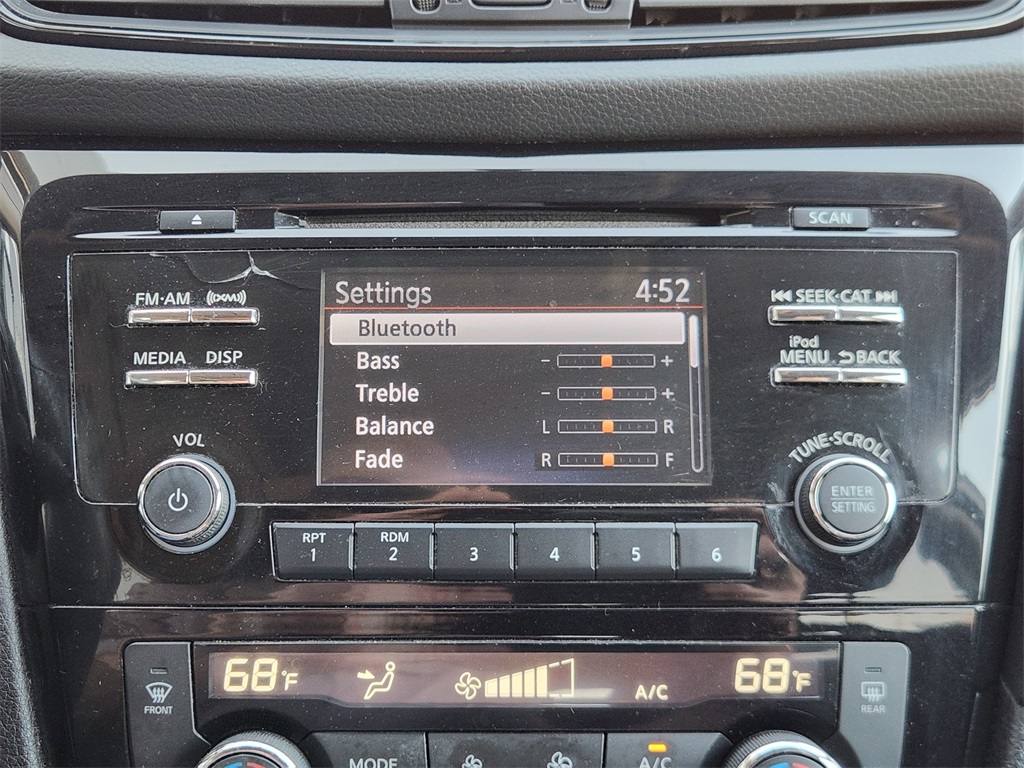 SCAN
FM·AM ((XM))
SEEK·CAT
MEDIA DISP
iPod
MENU BACK
Settings 4:52
Bluetooth
Bass - +
Treble - +
Balance L R
Fade R F
VOL
TUNE·SCROLL
ENTER
SETTING
RPT RDM
1 2 3 4 5 6
68°F A/C 68°F
FRONT REAR
MODE A/C